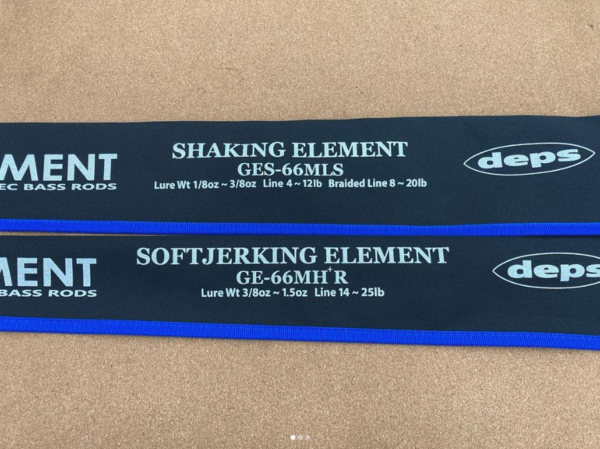 MENT
EC BASS RODS
SHAKING ELEMENT
GES-66MLS
Lure Wt 1/8oz ~ 3/8oz Line 4 ~ 12lb Braided Line 8 ~ 20lb
deps
MENT
BASS RODS
SOFTJERKING ELEMENT
GE-66MH+R
Lure Wt 3/8oz ~ 1.5oz Line 14 ~ 25lb
deps